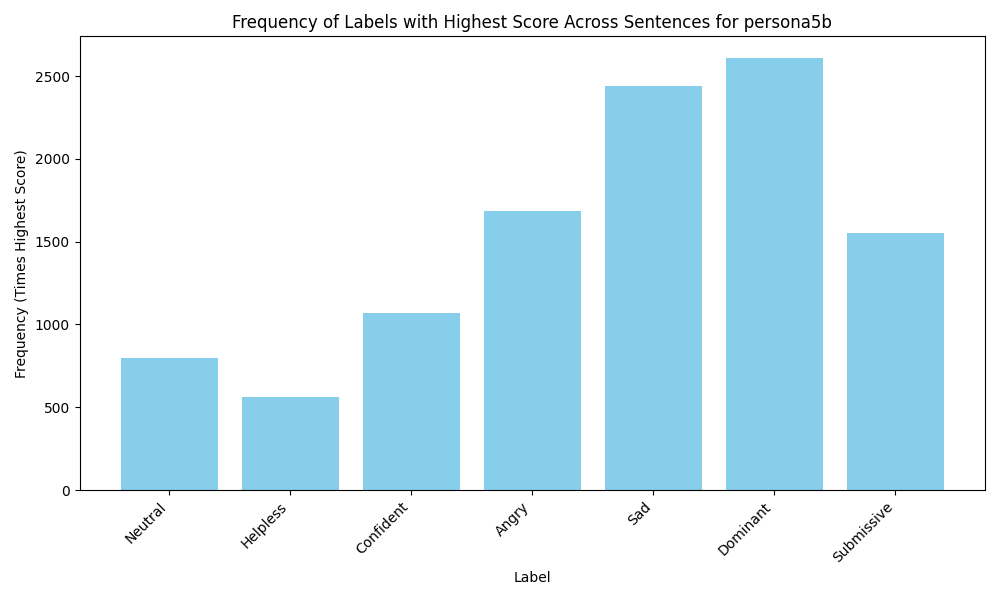 Frequency of Labels with Highest Score Across Sentences for persona5b
Frequency (Times Highest Score)
2500
2000
1500
1000
500
0
Neutral
Helpless
Confident
Angry
Sad
Dominant
Submissive
Label